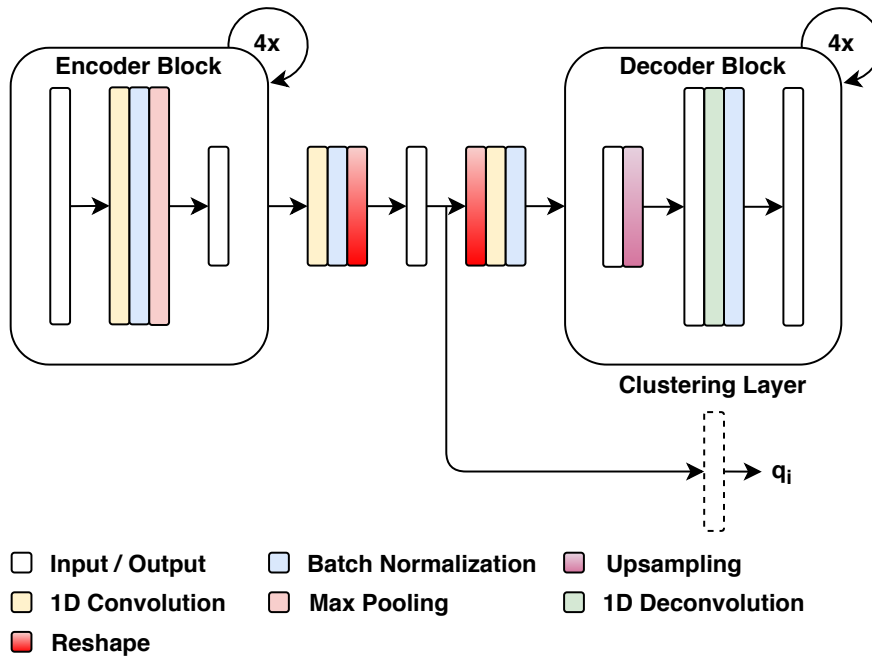 4x
4x
Encoder Block
Decoder Block
Clustering Layer
qi
Input / Output
Batch Normalization
Upsampling
1D Convolution
Max Pooling
1D Deconvolution
Reshape